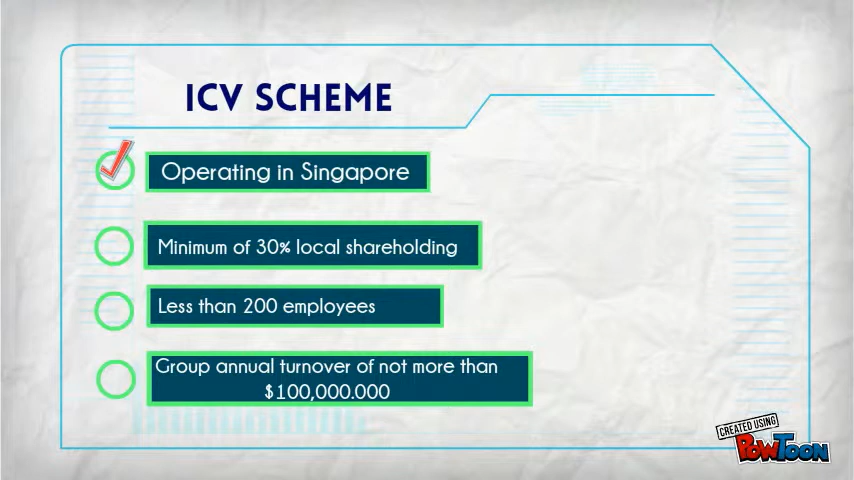 ICV SCHEME
Operating in Singapore
Minimum of 30% local shareholding
Less than 200 employees
Group annual turnover of not more than
$100,000.000
CREATED USING
POWTOON